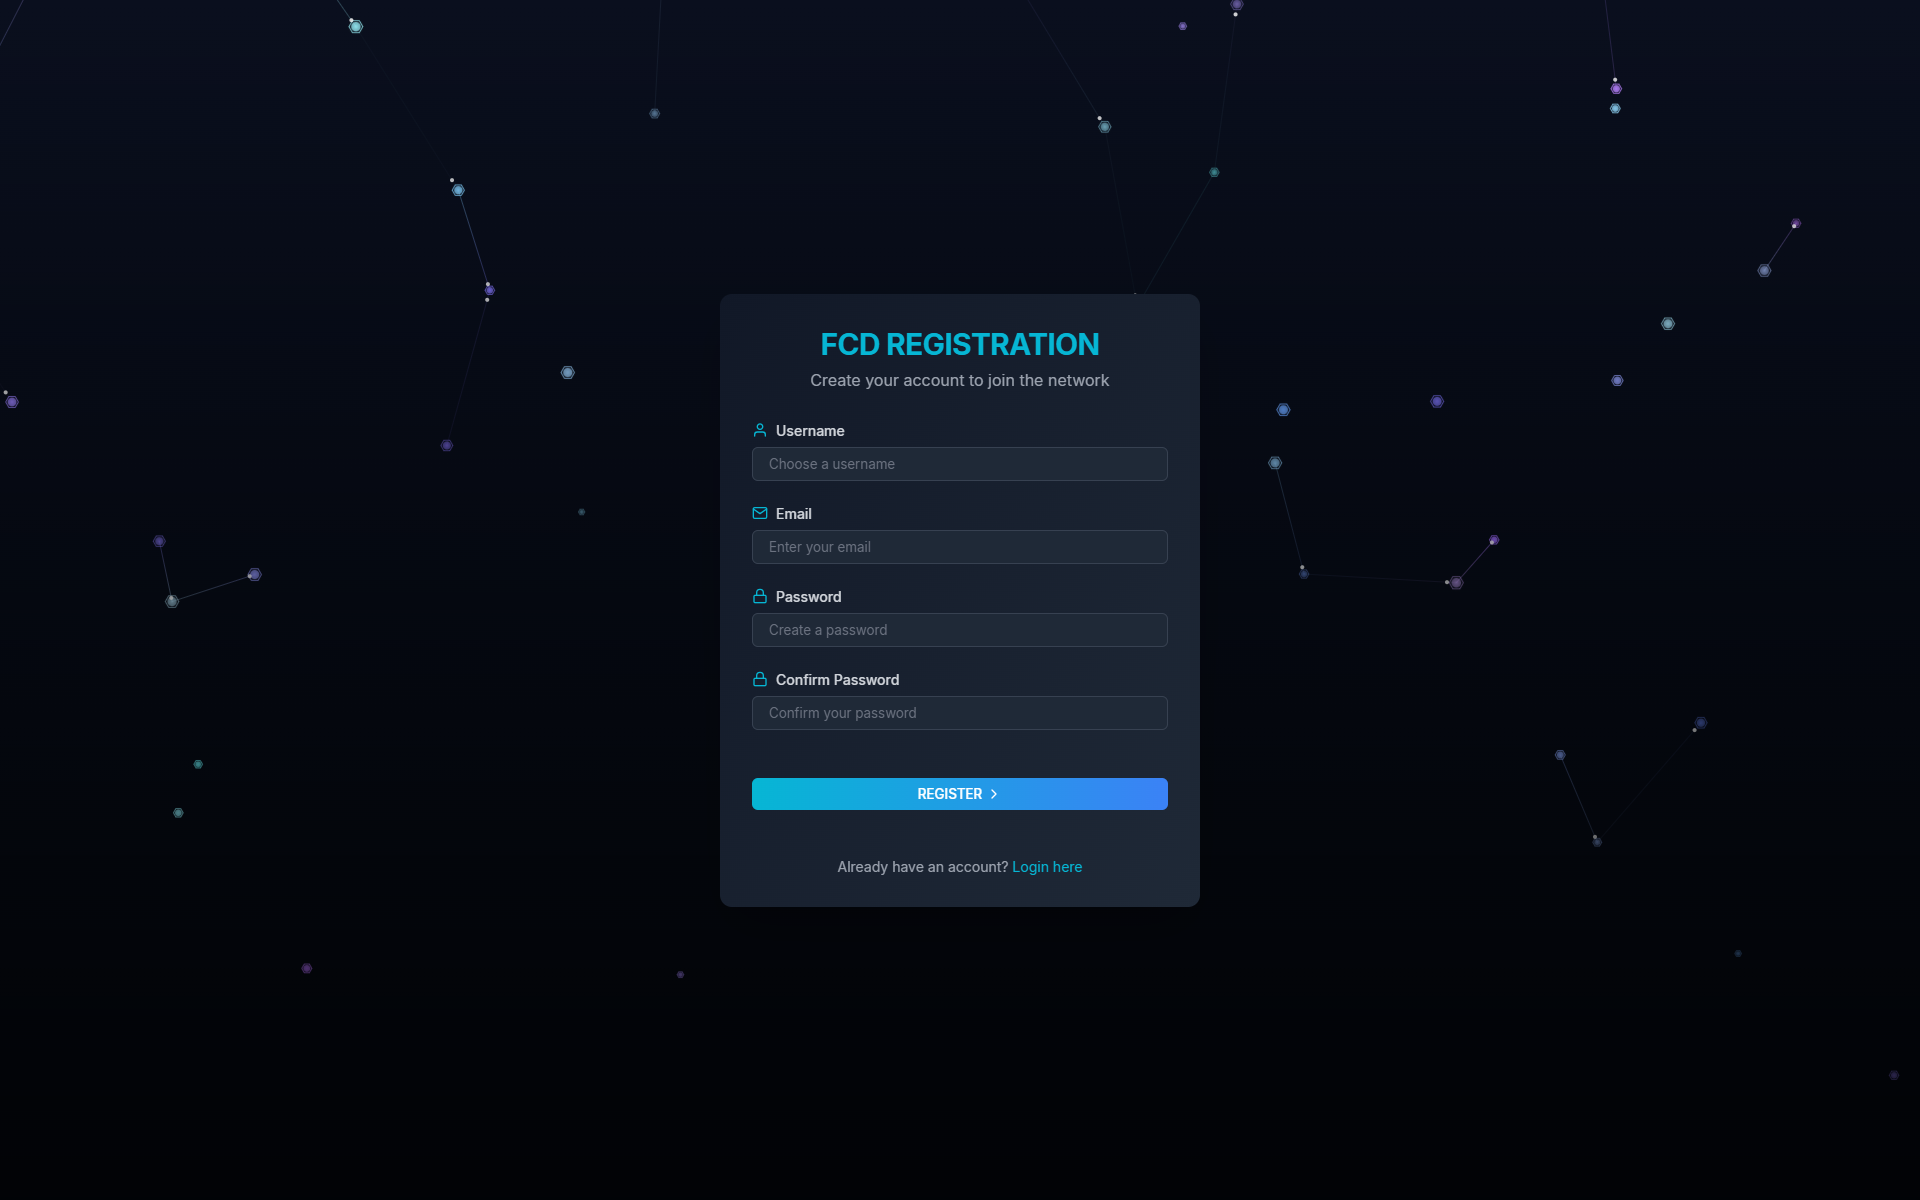 FCD REGISTRATION
Create your account to join the network
Username
Choose a username
Email
Enter your email
Password
Create a password
Confirm Password
Confirm your password
REGISTER
Already have an account? Login here